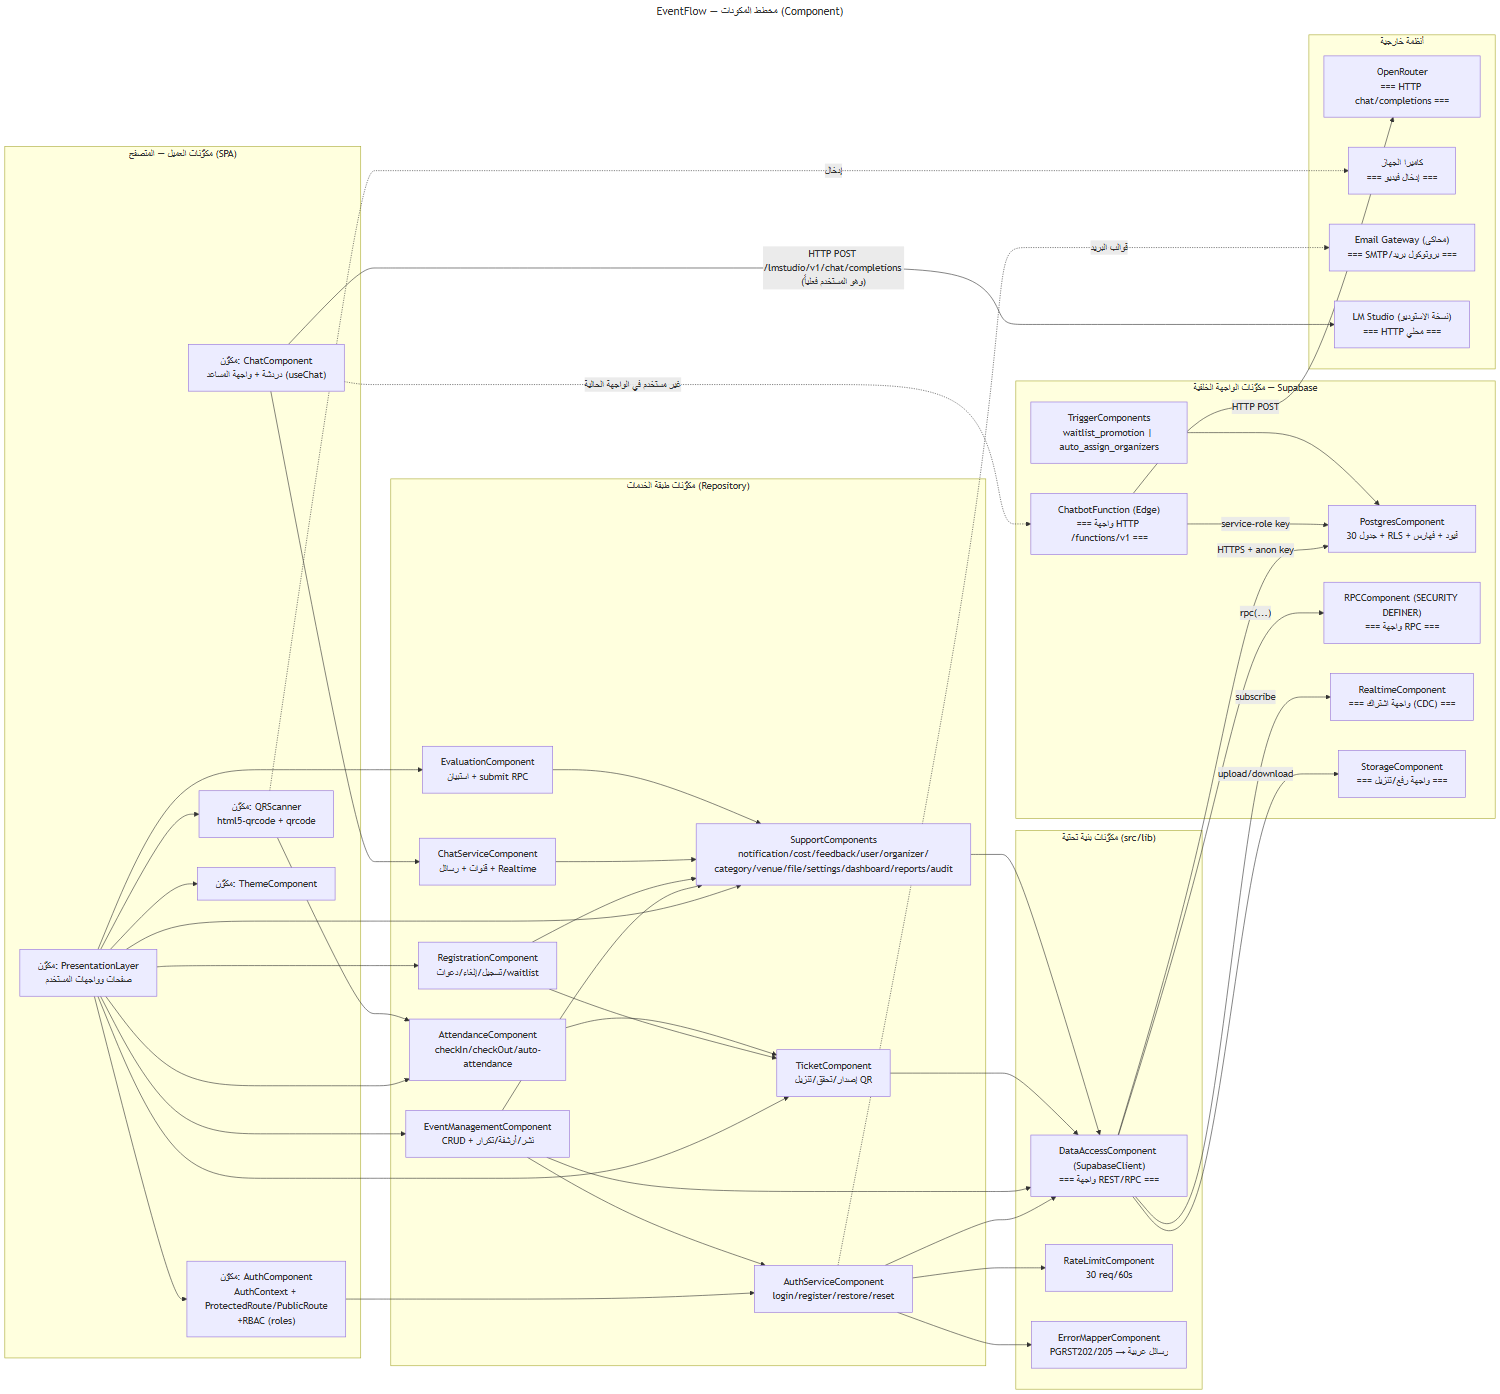 EventFlow — مخطط المكونات (Component)
مكوّنات العميل — المتصفح (SPA)
مكوّن: ChatComponent
دردشة + واجهة المساعد (useChat)
مكوّن: QRScanner
html5-qrcode + qrcode
مكوّن: ThemeComponent
مكوّن: PresentationLayer
صفحات وواجهات المستخدم
مكوّن: AuthComponent
AuthContext +
ProtectedRoute/PublicRoute
+RBAC (roles)
إدخال
HTTP POST
/lmstudio/v1/chat/completions
(وهو المستخدم فعلياً)
غير مستخدم في الواجهة الحالية
قوالب البريد
مكوّنات طبقة الخدمات (Repository)
EvaluationComponent
استبيان + submit RPC
ChatServiceComponent
قنوات + رسائل + Realtime
RegistrationComponent
تسجيل/إلغاء/دعوات/waitlist
AttendanceComponent
checkIn/checkOut/auto-
attendance
EventManagementComponent
CRUD + نشر/أرشفة/تكرار
SupportComponents
notification/cost/feedback/user/organizer/
category/venue/file/settings/dashboard/reports/audit
TicketComponent
إصدار/تحقق/تنزيل QR
AuthServiceComponent
login/register/restore/reset
أنظمة خارجية
OpenRouter
=== HTTP
chat/completions ===
كاميرا الجهاز
=== إدخال فيديو ===
Email Gateway (محاكى)
=== SMTP/بروتوكول بريد ===
LM Studio (نسخة الاستوديو)
=== HTTP محلي ===
مكوّنات الواجهة الخلفية — Supabase
TriggerComponents
waitlist_promotion |
auto_assign_organizers
HTTP POST
ChatbotFunction (Edge)
=== واجهة HTTP
/functions/v1 ===
service-role key
HTTPS + anon key
PostgresComponent
30 جدول + RLS + قيود + فهارس
rpc(...)
RPCComponent (SECURITY
DEFINER)
=== واجهة RPC ===
subscribe
RealtimeComponent
=== واجهة اشتراك (CDC) ===
upload/download
StorageComponent
=== واجهة رفع/تنزيل ===
مكوّنات بنية تحتية (src/lib)
DataAccessComponent
(SupabaseClient)
=== واجهة REST/RPC ===
RateLimitComponent
30 req/60s
ErrorMapperComponent
PGRST202/205 → رسائل عربية